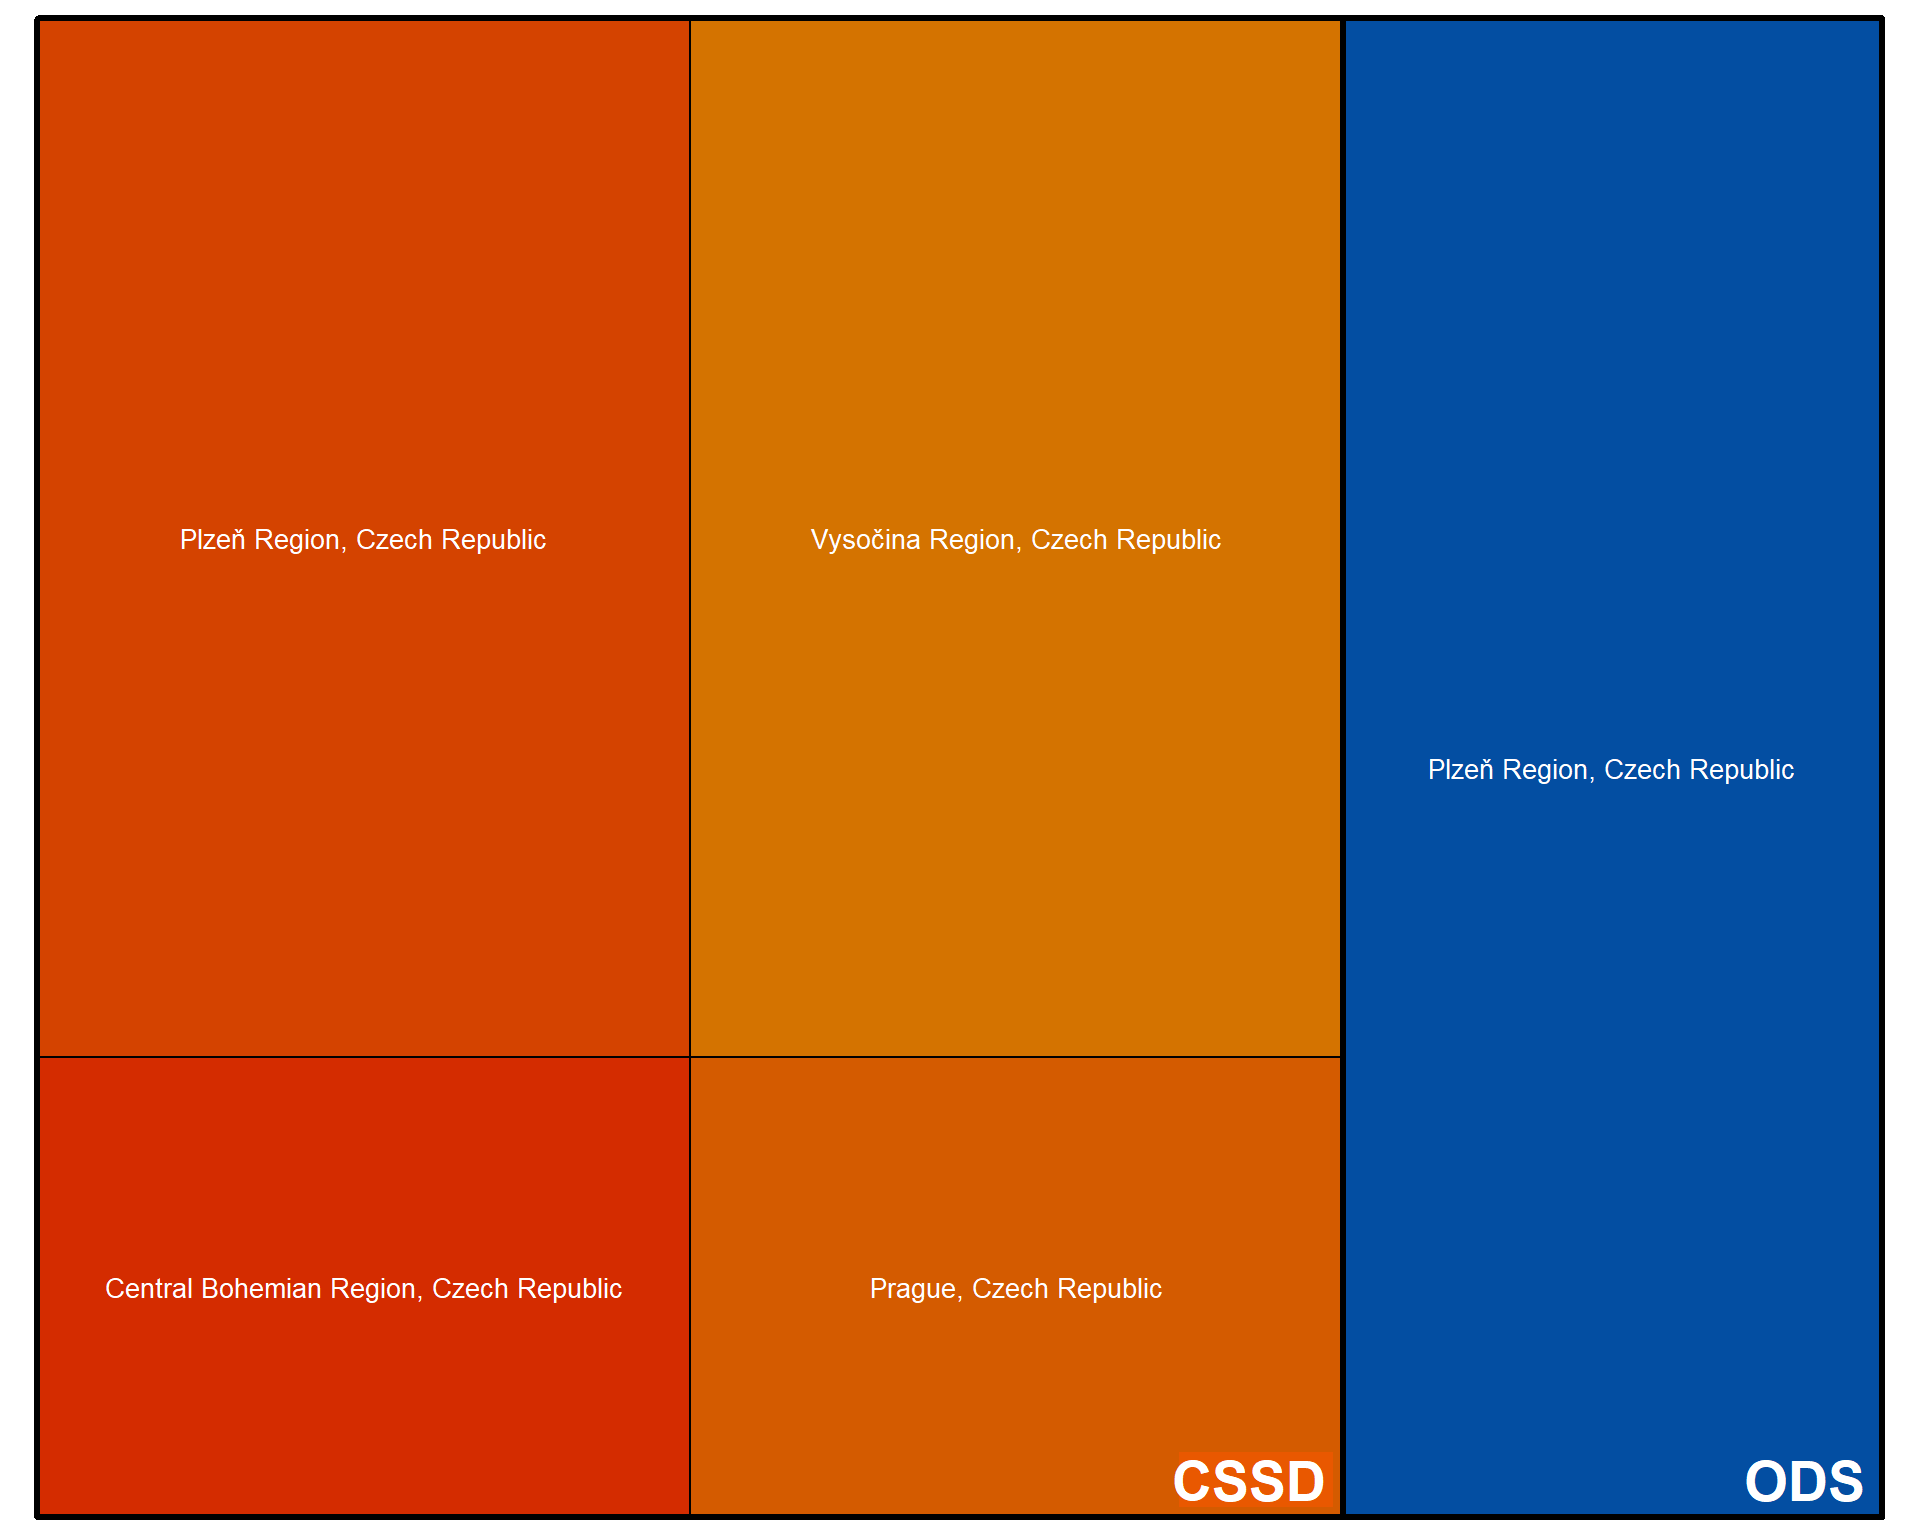 Plzeň Region, Czech Republic
Vysočina Region, Czech Republic
Plzeň Region, Czech Republic
Central Bohemian Region, Czech Republic
Prague, Czech Republic
CSSD
ODS